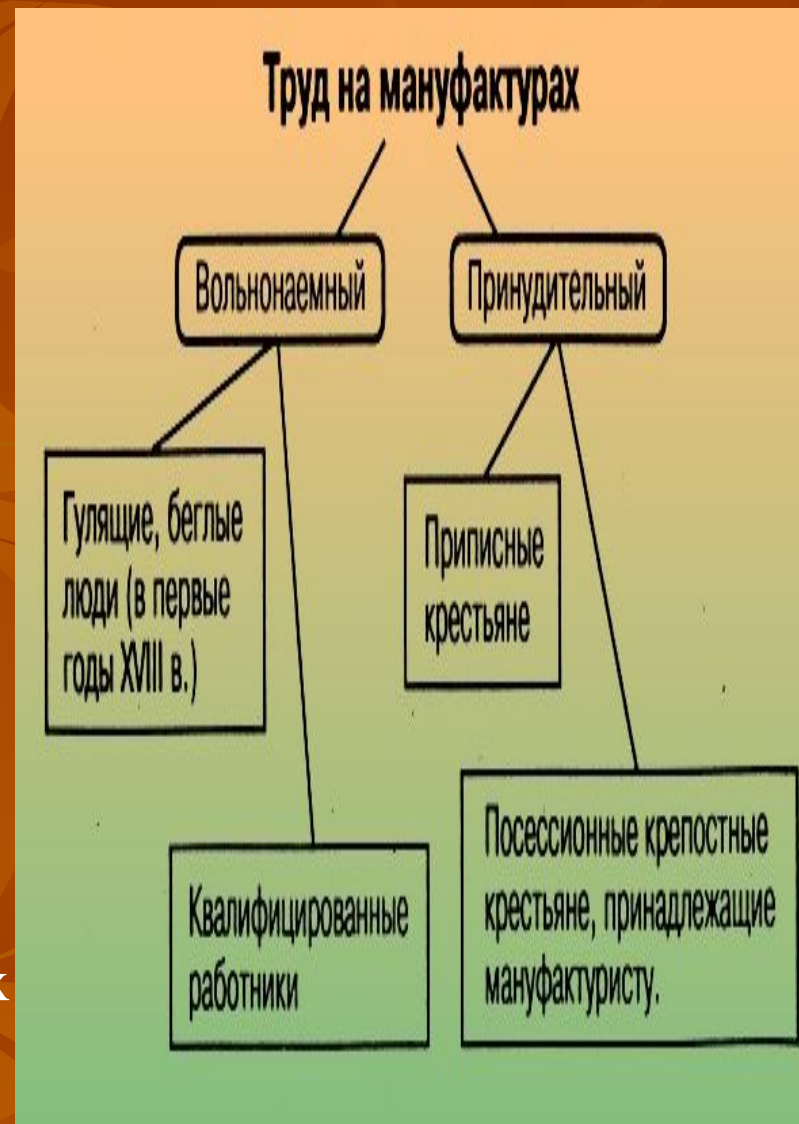 Труд на мануфактурах
Вольнонаемный
Принудительный
Гулящие, беглые
люди (в первые
годы XVIII в.)
Приписные
крестьяне
Квалифицированные
работники
Посессионные крепостные
крестьяне, принадлежащие
мануфактуристу.